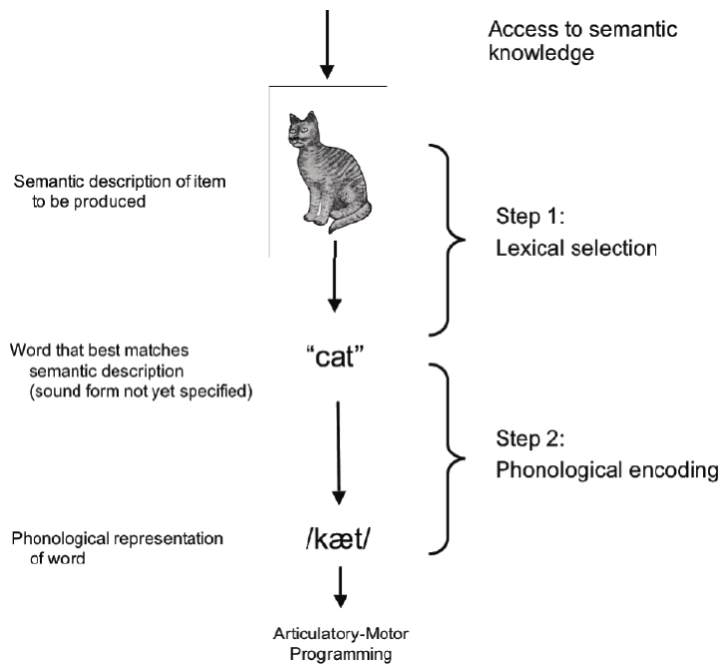 Access to semantic
knowledge
Semantic description of item
to be produced
Step 1:
Lexical selection
Word that best matches
semantic description
(sound form not yet specified)
“cat”
Step 2:
Phonological encoding
Phonological representation
of word
/kæt/
Articulatory-Motor
Programming